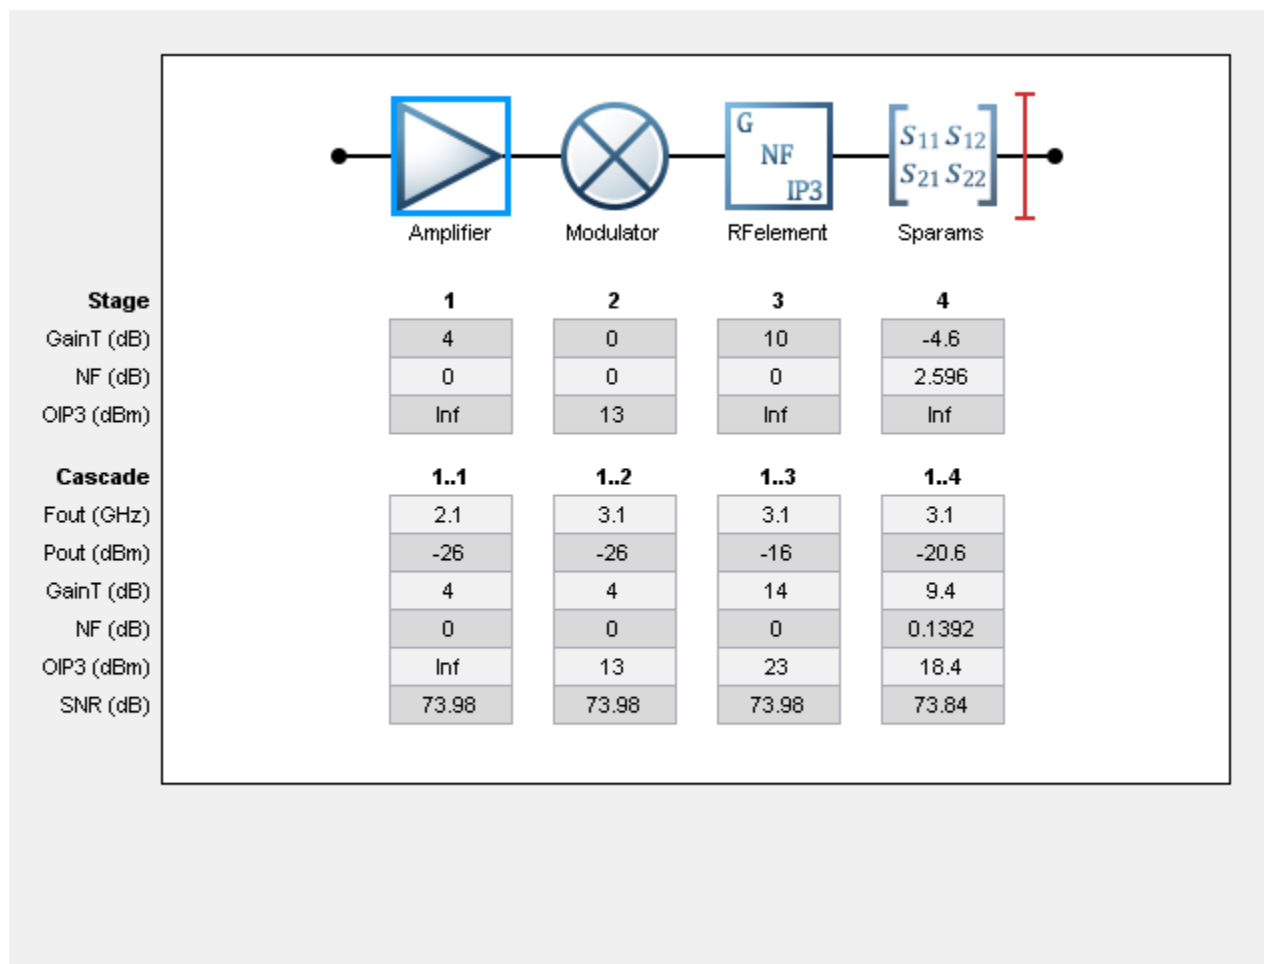 G
NF
IP3
S11 S12
S21 S22
Amplifier Modulator RFelement Sparams
Stage 1 2 3 4
GainT (dB) 4 0 10 -4.6
NF (dB) 0 0 0 2.596
OIP3 (dBm) Inf 13 Inf Inf
Cascade 1..1 1..2 1..3 1..4
Fout (GHz) 2.1 3.1 3.1 3.1
Pout (dBm) -26 -26 -16 -20.6
GainT (dB) 4 4 14 9.4
NF (dB) 0 0 0 0.1392
OIP3 (dBm) Inf 13 23 18.4
SNR (dB) 73.98 73.98 73.98 73.84